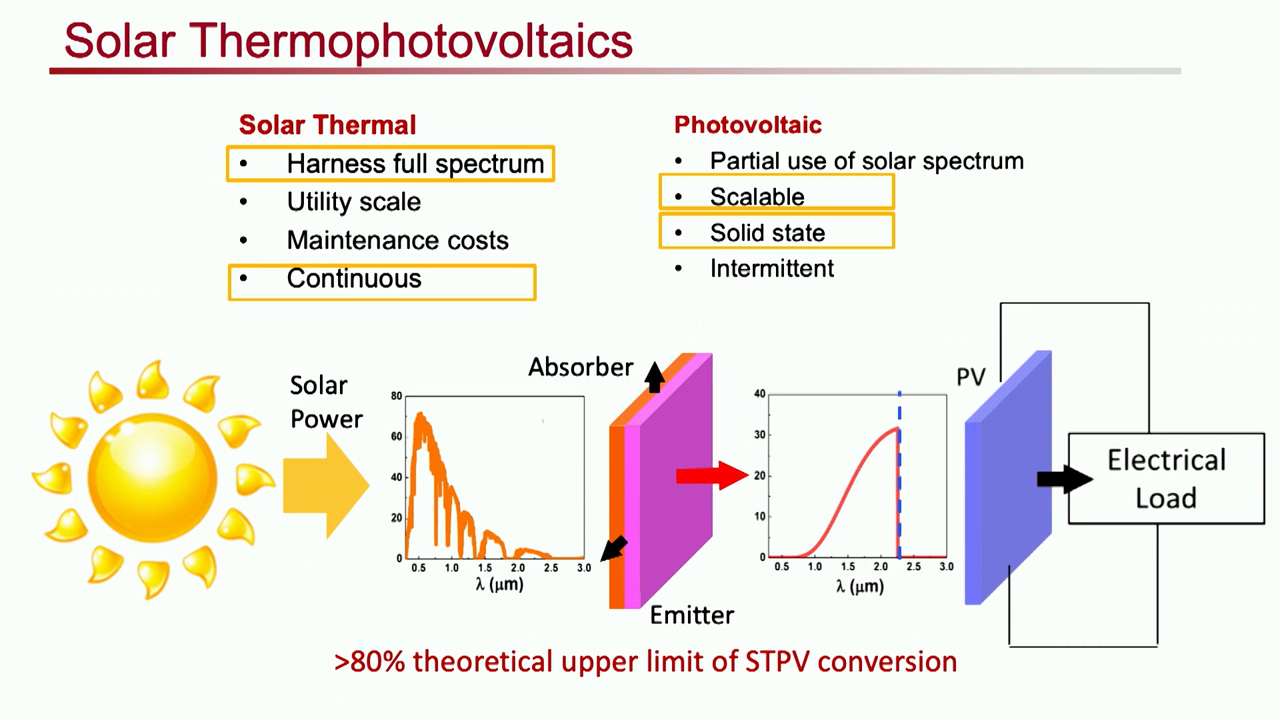 Solar Thermophotovoltaics
Solar Thermal
• Harness full spectrum
• Utility scale
• Maintenance costs
• Continuous
Photovoltaic
• Partial use of solar spectrum
• Scalable
• Solid state
• Intermittent
Solar
Power
80
60
40
20
0
0.5 1.0 1.5 2.0 2.5 3.0
λ (μm)
Absorber
Emitter
40
30
20
10
0
0.5 1.0 1.5 2.0 2.5 3.0
λ (μm)
PV
Electrical
Load
>80% theoretical upper limit of STPV conversion